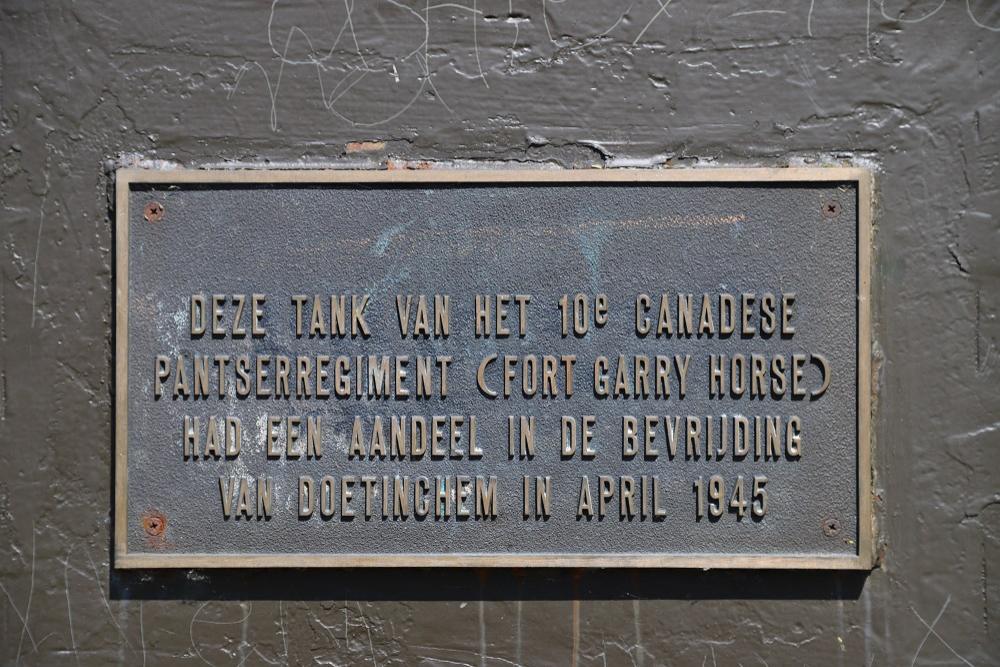 DEZE TANK VAN HET 10e CANADESE
PANTSERREGIMENT (FORT GARRY HORSE)
HAD EEN AANDEEL IN DE BEVRIJDING
VAN DOETINCHEM IN APRIL 1945